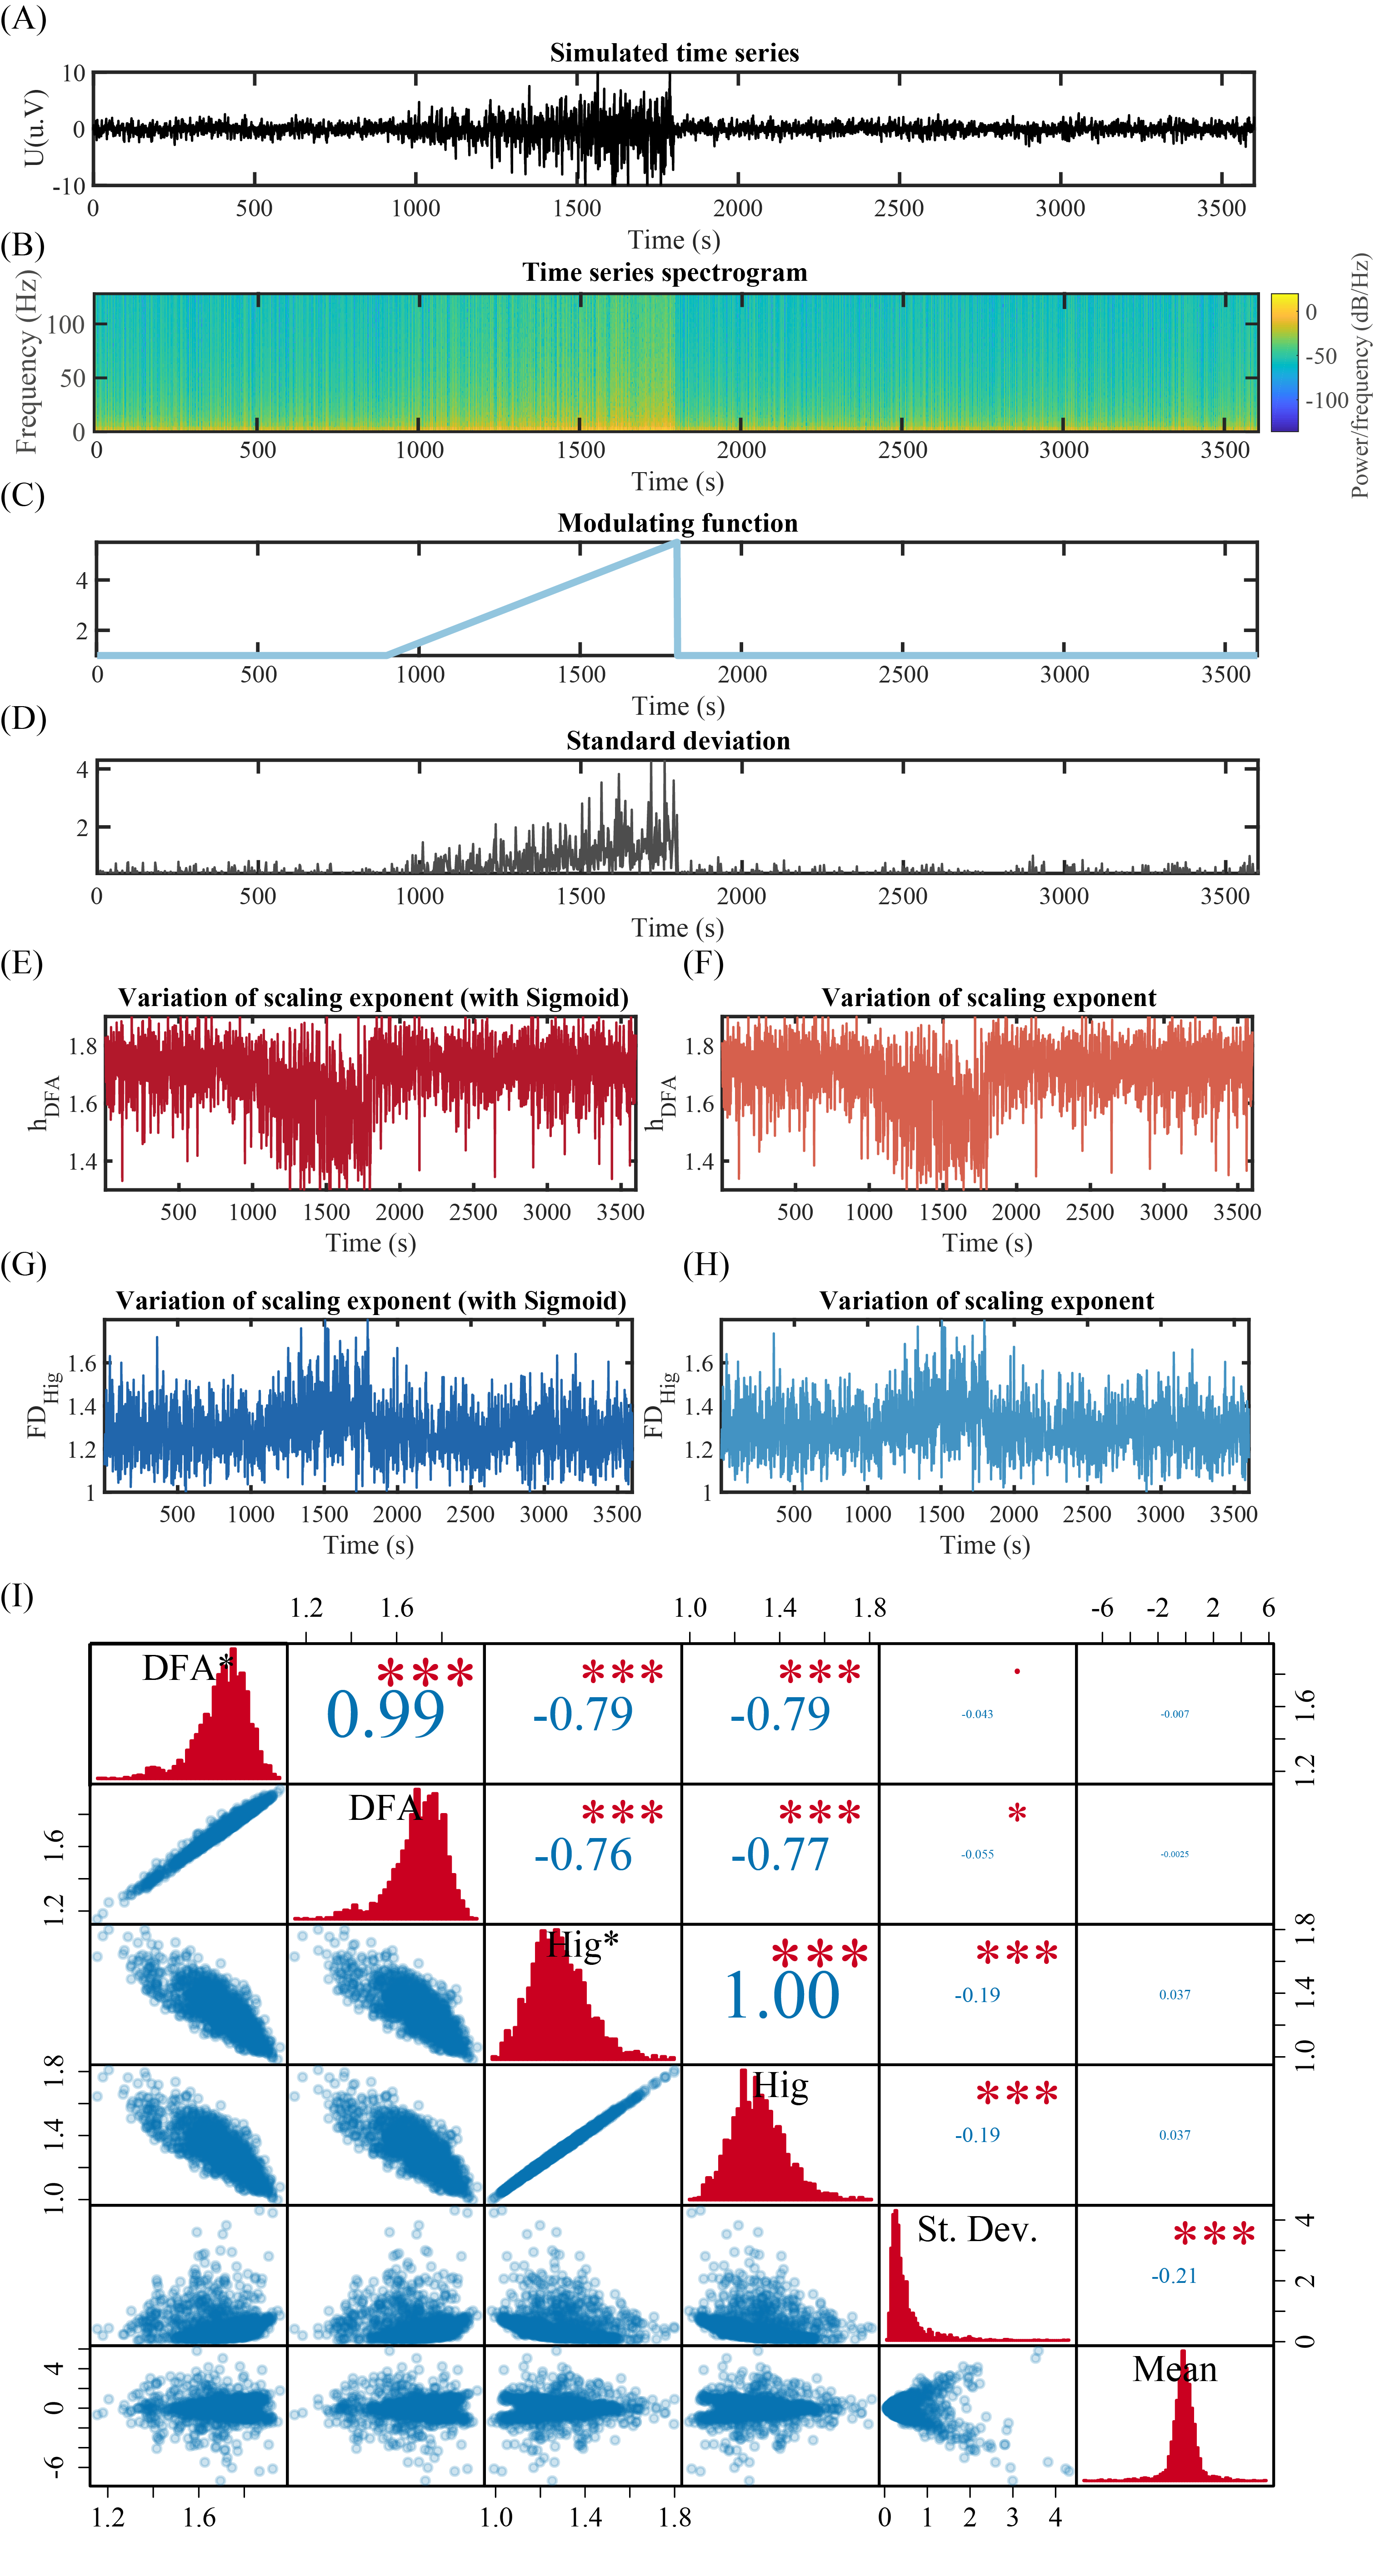 (A)
Simulated time series
U(u.V)
10
0
-10
0 500 1000 1500 2000 2500 3000 3500
Time (s)
(B)
Time series spectrogram
Frequency (Hz)
100
50
0
0 500 1000 1500 2000 2500 3000 3500
Time (s)
0
-50
-100
Power/frequency (dB/Hz)
(C)
Modulating function
4
2
0 500 1000 1500 2000 2500 3000 3500
Time (s)
(D)
Standard deviation
4
2
0 500 1000 1500 2000 2500 3000 3500
Time (s)
(E)
Variation of scaling exponent (with Sigmoid)
hDFA
1.8
1.6
1.4
500 1000 1500 2000 2500 3000 3500
Time (s)
(F)
Variation of scaling exponent
hDFA
1.8
1.6
1.4
500 1000 1500 2000 2500 3000 3500
Time (s)
(G)
Variation of scaling exponent (with Sigmoid)
FDHig
1.6
1.4
1.2
1
500 1000 1500 2000 2500 3000 3500
Time (s)
(H)
Variation of scaling exponent
FDHig
1.6
1.4
1.2
1
500 1000 1500 2000 2500 3000 3500
Time (s)
(I)
1.2 1.6 1.0 1.4 1.8 -6 -2 2 6
DFA* *** *** *** .
0.99 -0.79 -0.79 -0.043 -0.007
1.2 1.6
DFA *** *** *
-0.76 -0.77 -0.055 -0.0025
1.2 1.6
Hig* *** ***
1.00 -0.19 0.037
1.0 1.4 1.8
Hig ***
-0.19 0.037
1.0 1.4 1.8
St. Dev. ***
-0.21
0 2 4
Mean
-6 0 4
1.2 1.6 1.0 1.4 1.8 0 1 2 3 4